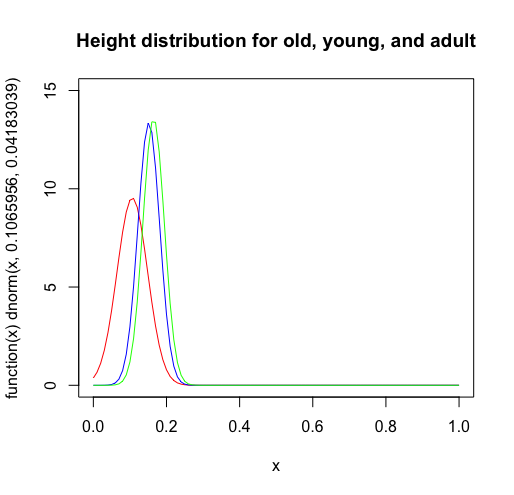 Height distribution for old, young, and adult
function(x) dnorm(x, 0.1065956, 0.04183039)
15
10
5
0
0.0 0.2 0.4 0.6 0.8 1.0
x